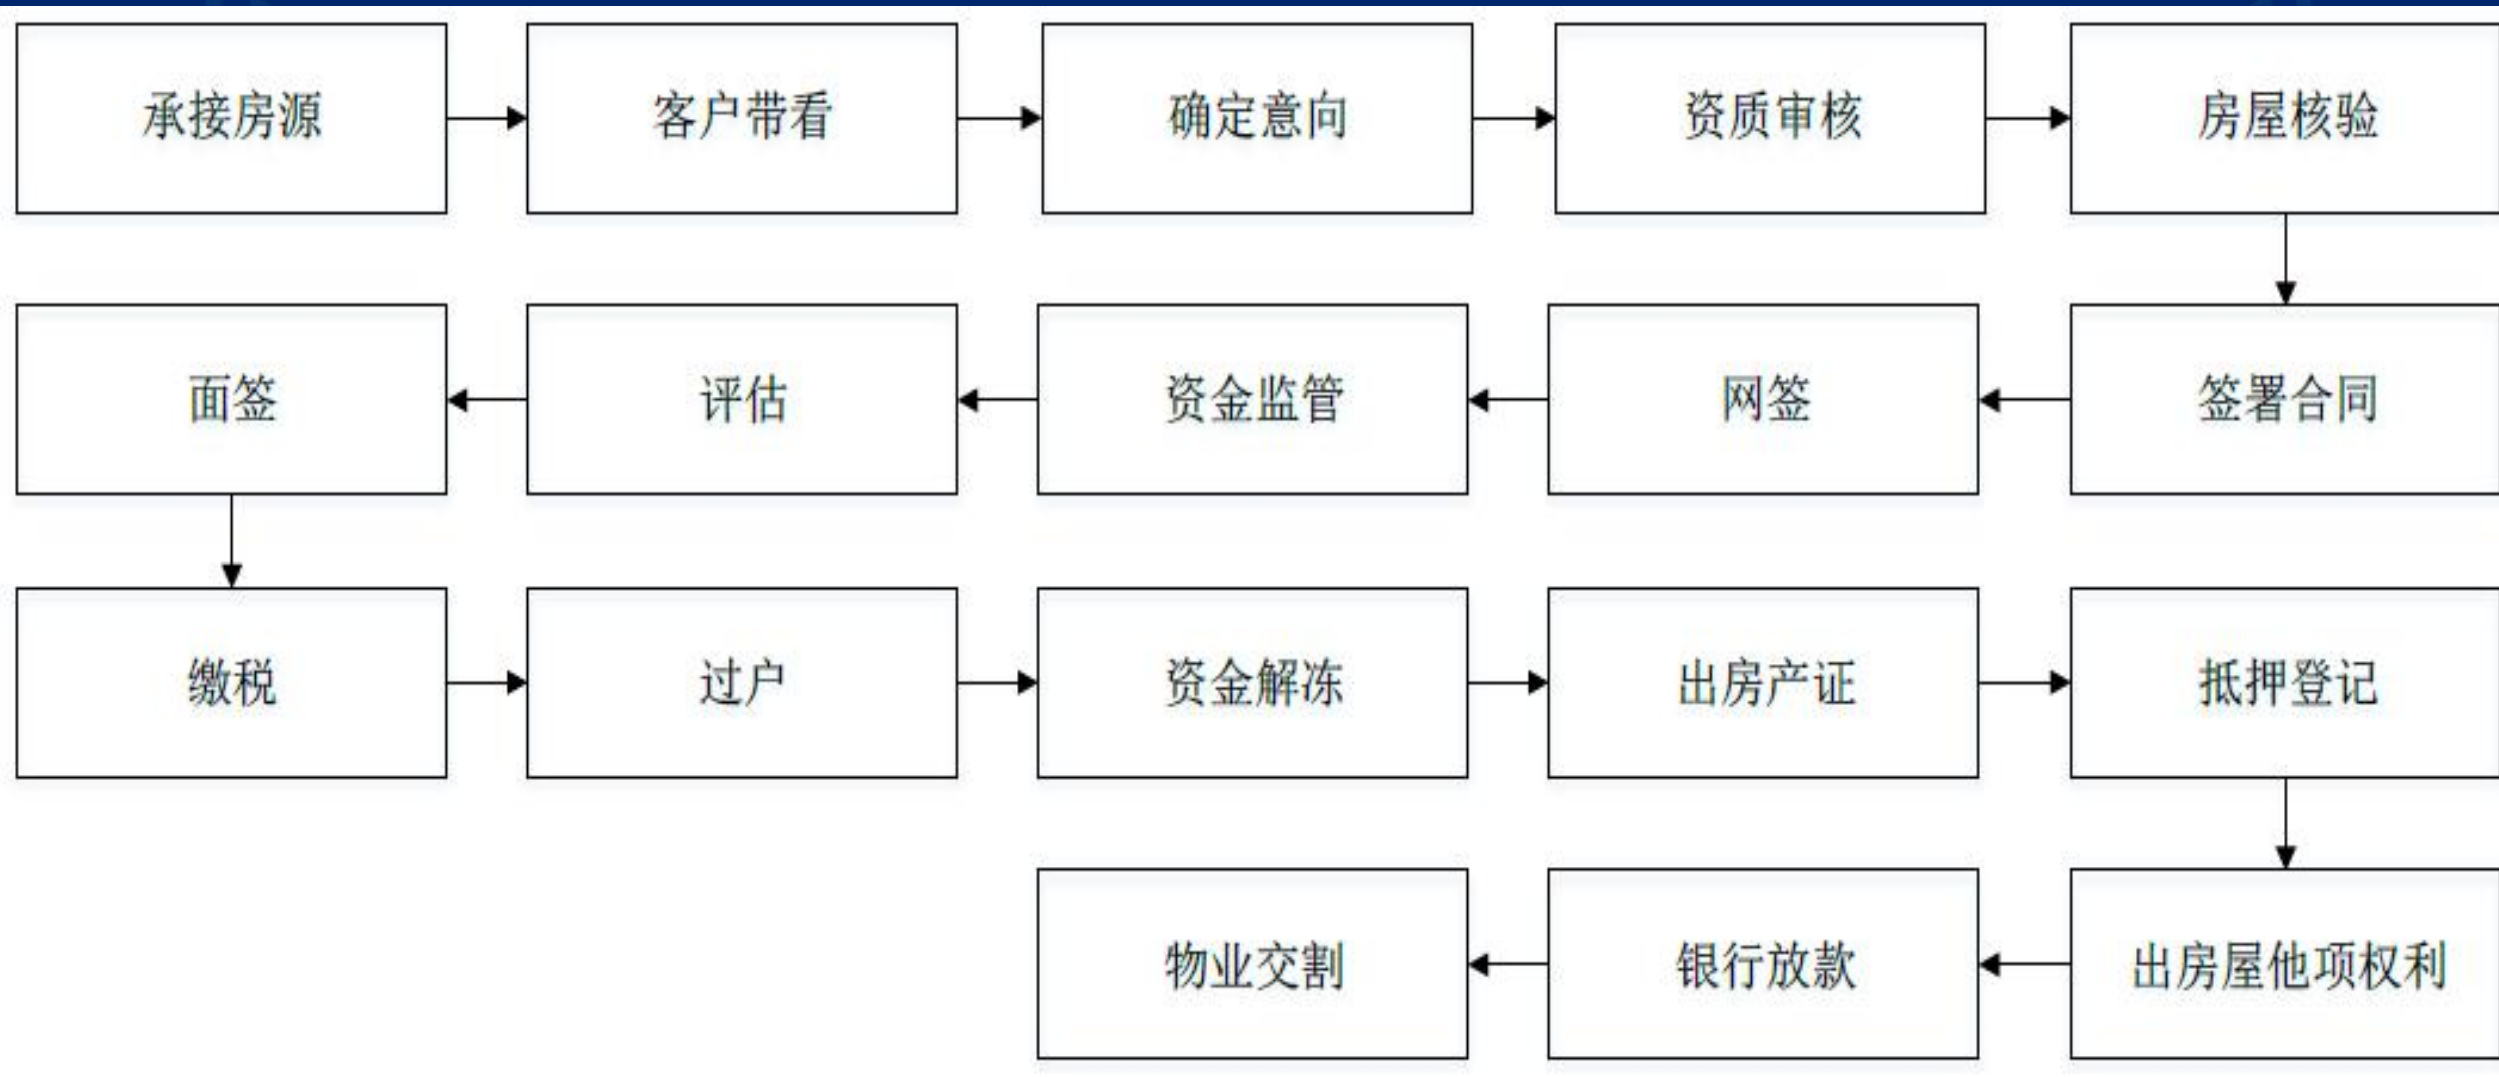 承接房源
客户带看
确定意向
资质审核
房屋核验
签署合同
网签
资金监管
评估
面签
缴税
过户
资金解冻
出房产证
抵押登记
出房屋他项权利
银行放款
物业交割